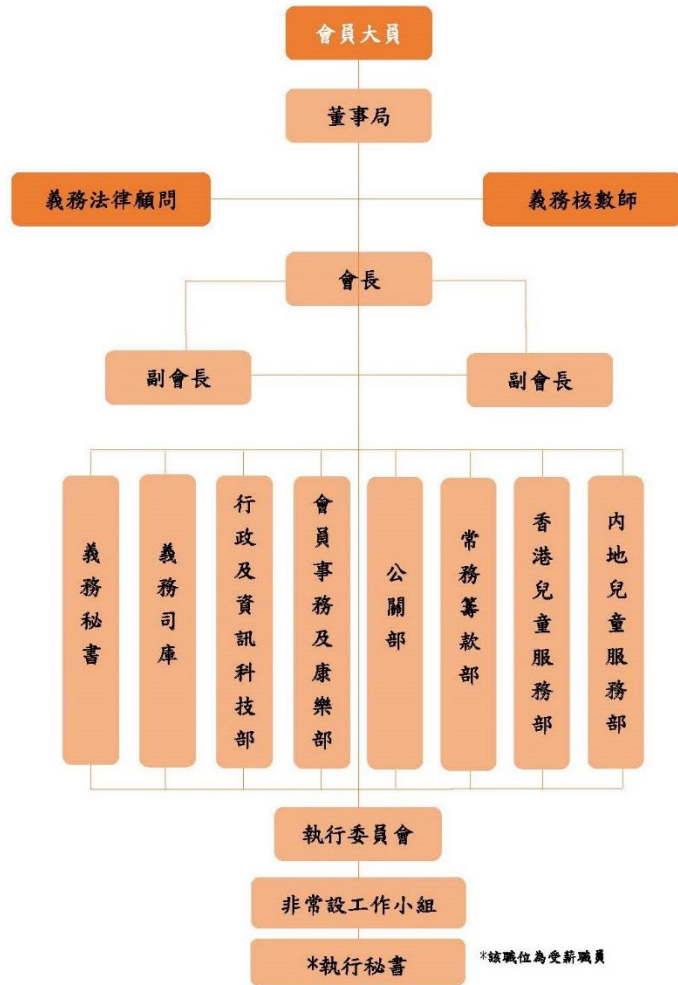 會員大員
董事局
義務法律顧問
義務核數師
會長
副會長
副會長
義務秘書
義務司庫
行政及資訊科技部
會員事務及康樂部
公關部
常務籌款部
香港兒童服務部
內地兒童服務部
執行委員會
非常設工作小組
*執行秘書
*該職位為受薪職員